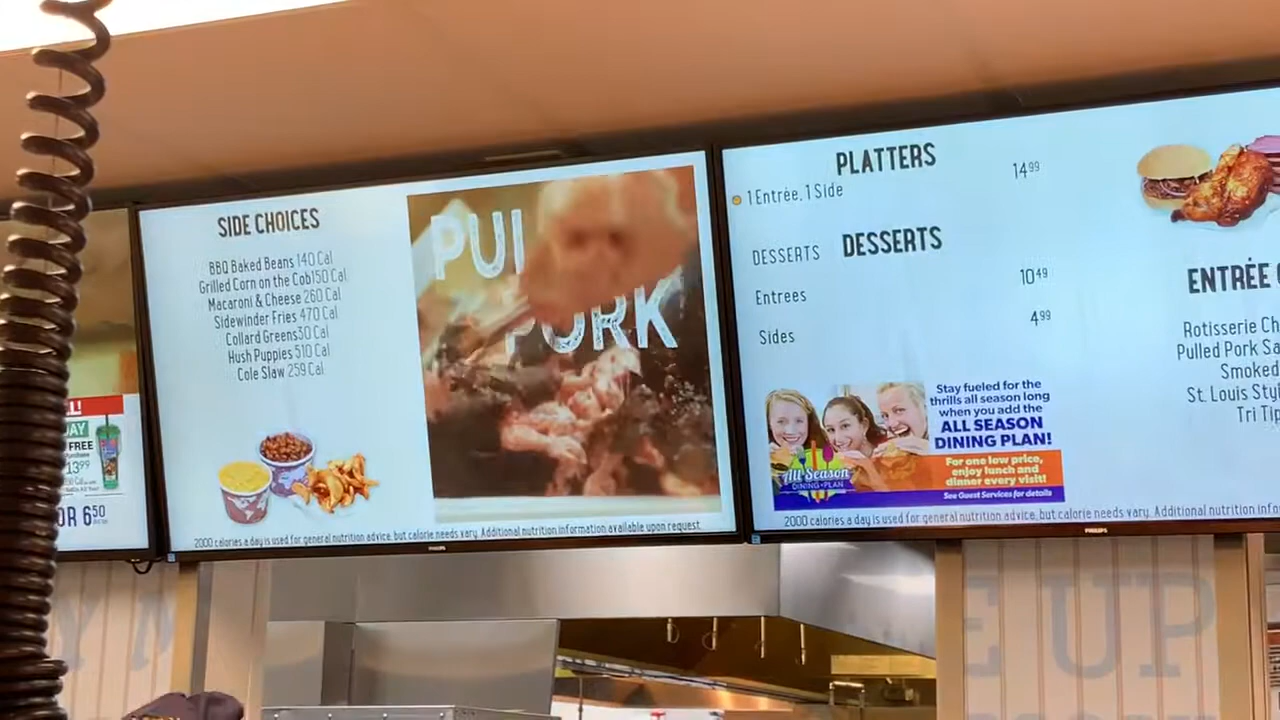 L!
DAY
FREE
13.99
OR 6.50
SIDE CHOICES
BBQ Baked Beans 140 Cal
Grilled Corn on the Cob150 Cal
Macaroni & Cheese 260 Cal
Sidewinder Fries 470 Cal
Collard Greens30 Cal
Hush Puppies 510 Cal
Cole Slaw 259 Cal
PORK
2000 calories a day is used for general nutrition advice, but calorie needs vary. Additional nutrition information available upon request.
PHILIPS
PLATTERS
1 Entrée, 1 Side 14.99
DESSERTS DESSERTS
Entrees 10.49
Sides 4.99
Stay fueled for the
thrills all season long
when you add the
ALL SEASON
DINING PLAN!
All Season
DINING PLAN
For one low price,
enjoy lunch and
dinner every visit!
See Guest Services for details
ENTRÉE
Rotisserie Ch
Pulled Pork Sa
Smoked
St. Louis Styl
Tri Tip
2000 calories a day is used for general nutrition advice, but calorie needs vary. Additional nutrition infor
PHILIPS
E UP